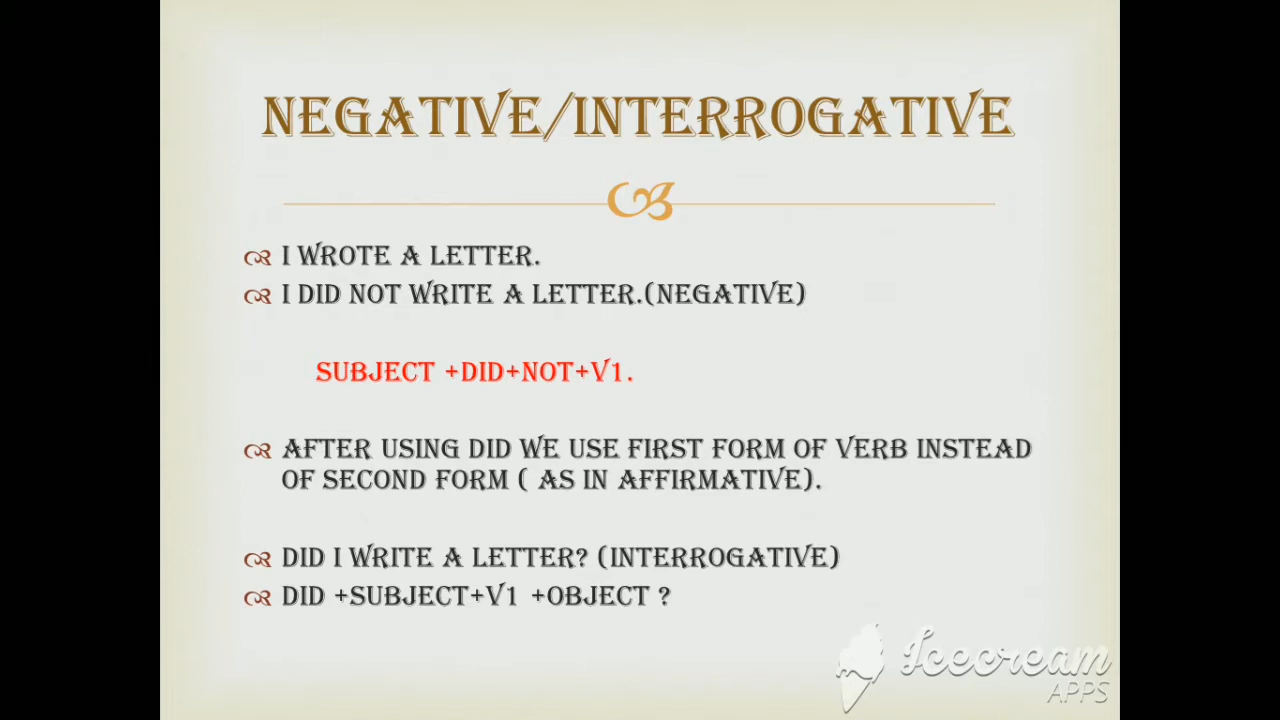 NEGATIVE/INTERROGATIVE
I WROTE A LETTER.
I DID NOT WRITE A LETTER.(NEGATIVE)
SUBJECT +DID+NOT+V1.
AFTER USING DID WE USE FIRST FORM OF VERB INSTEAD
OF SECOND FORM ( AS IN AFFIRMATIVE).
DID I WRITE A LETTER? (INTERROGATIVE)
DID +SUBJECT+V1 +OBJECT ?
Icecream
APPS